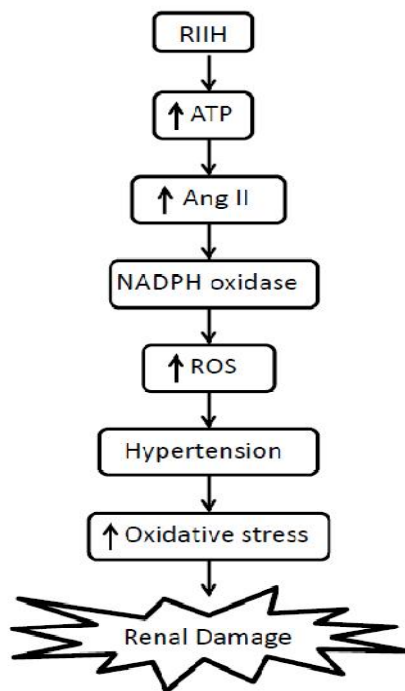 RIIH
↑ ATP
↑ Ang II
NADPH oxidase
↑ ROS
Hypertension
↑ Oxidative stress
Renal Damage